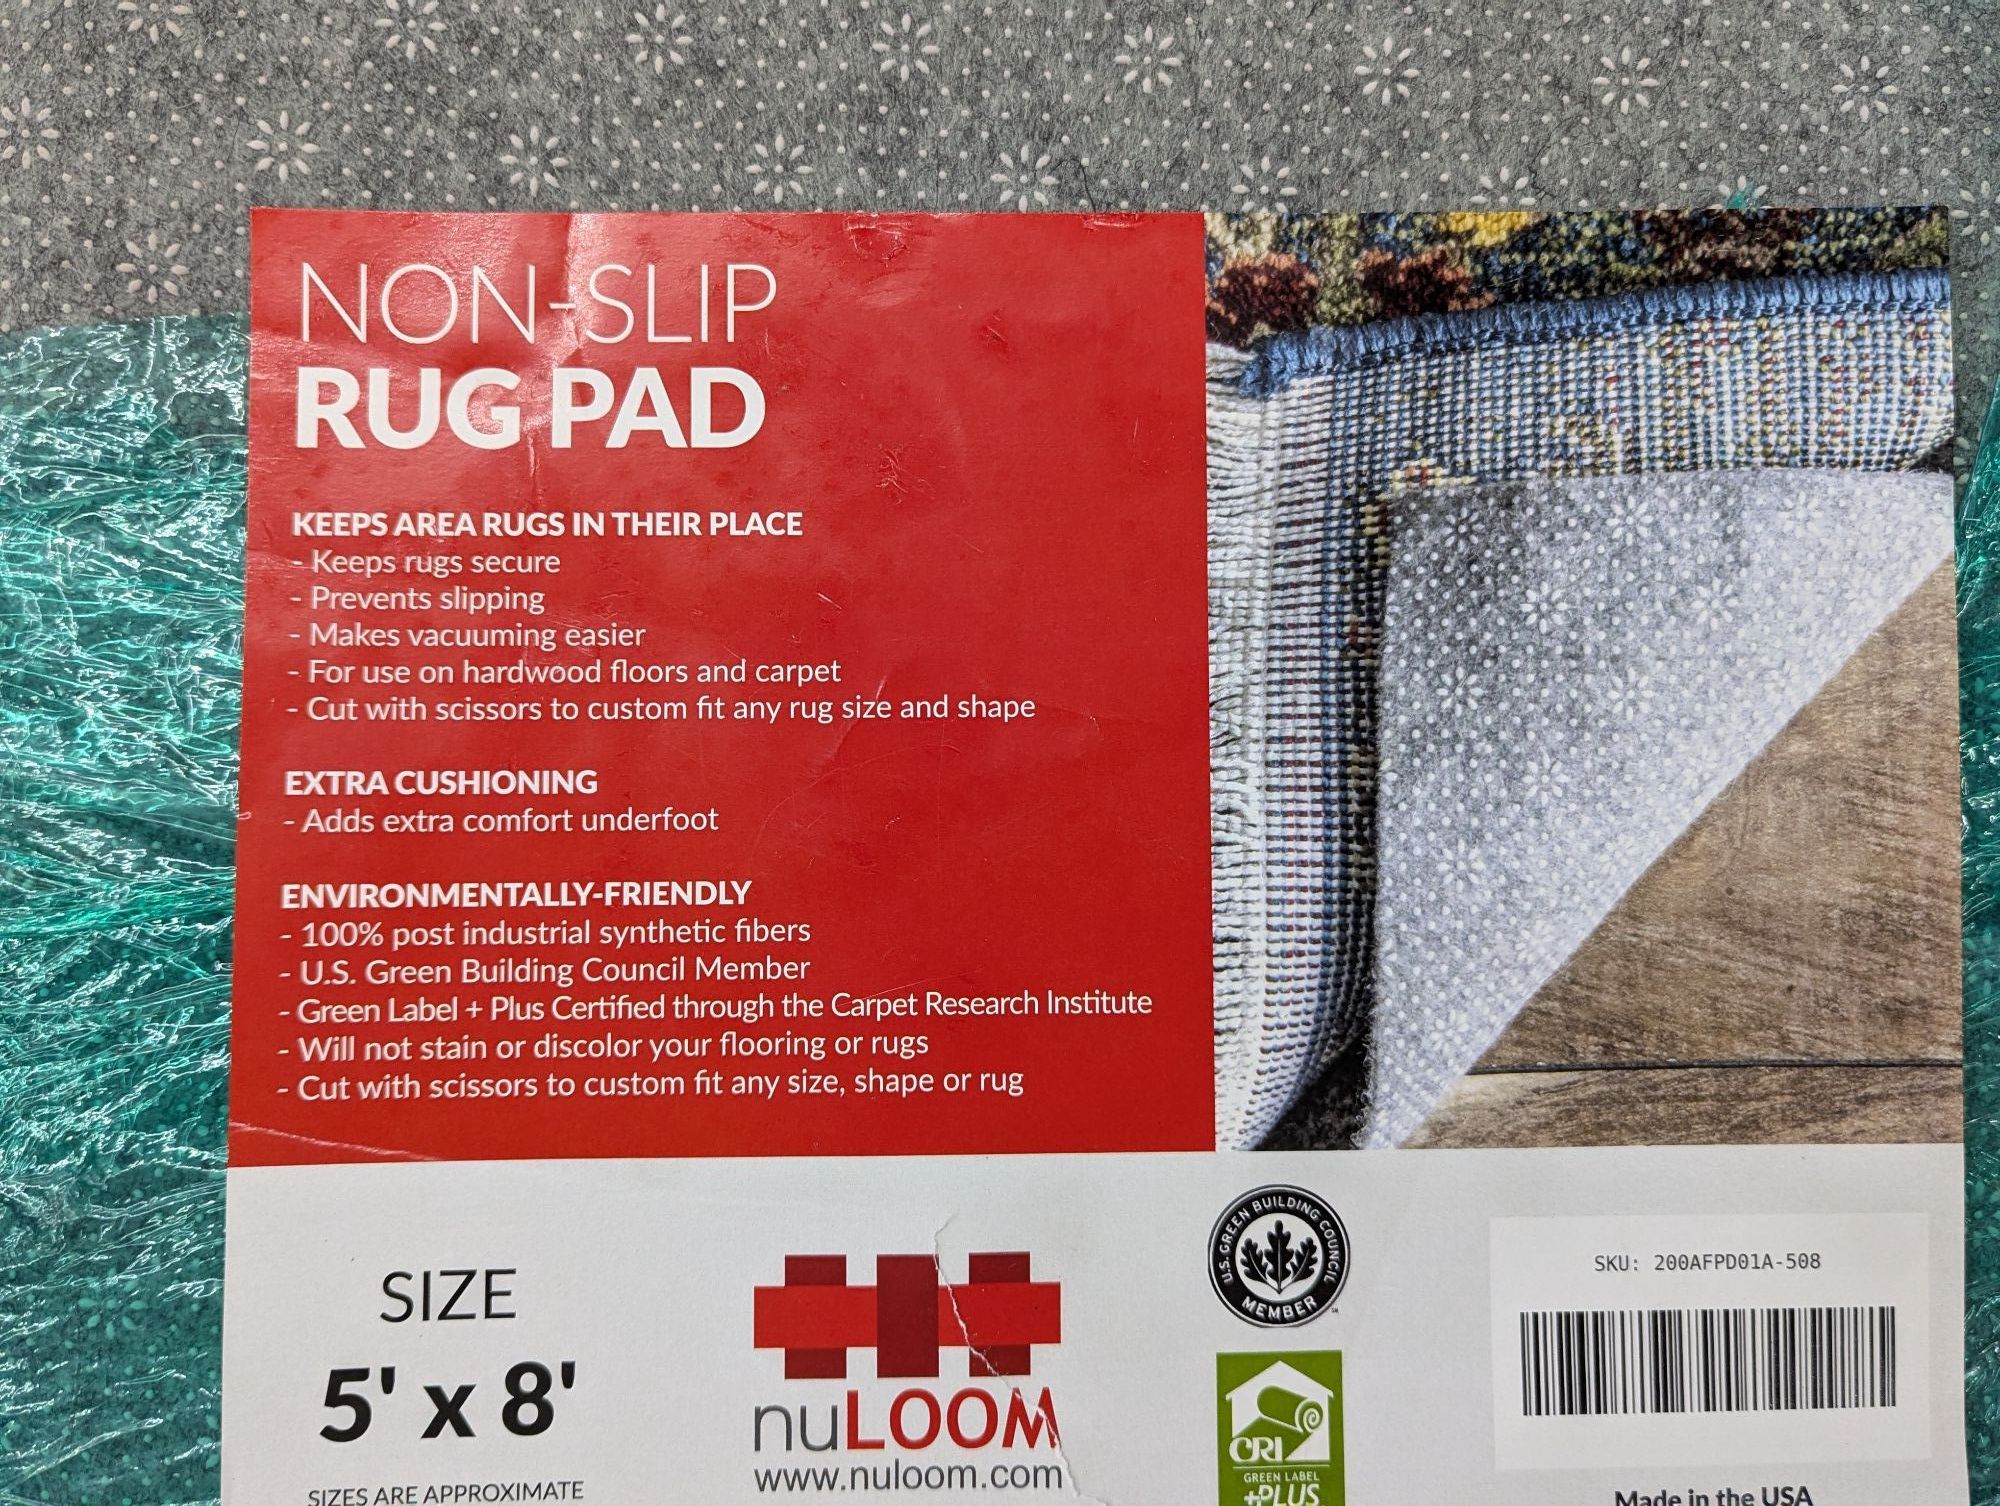 NON-SLIP
RUG PAD
KEEPS AREA RUGS IN THEIR PLACE
- Keeps rugs secure
- Prevents slipping
- Makes vacuuming easier
- For use on hardwood floors and carpet
- Cut with scissors to custom fit any rug size and shape
EXTRA CUSHIONING
- Adds extra comfort underfoot
ENVIRONMENTALLY-FRIENDLY
- 100% post industrial synthetic fibers
- U.S. Green Building Council Member
- Green Label + Plus Certified through the Carpet Research Institute
- Will not stain or discolor your flooring or rugs
- Cut with scissors to custom fit any size, shape or rug
SIZE
5' x 8'
SIZES ARE APPROXIMATE
nuLOOM
www.nuloom.com
U.S. GREEN BUILDING COUNCIL
MEMBER
SM
CRI
GREEN LABEL
+PLUS
SKU: 200AFPD01A-508
Made in the USA